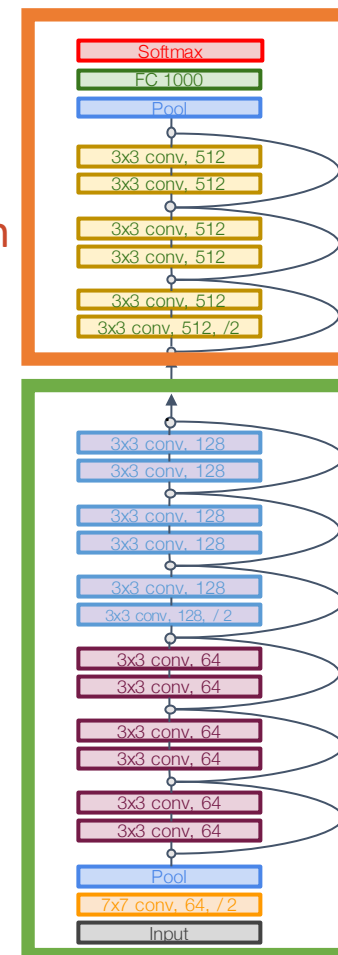 Softmax
FC 1000
Pool
3x3 conv, 512
3x3 conv, 512
n
3x3 conv, 512
3x3 conv, 512
3x3 conv, 512
3x3 conv, 512, /2
3x3 conv, 128
3x3 conv, 128
3x3 conv, 128
3x3 conv, 128
3x3 conv, 128
3x3 conv, 128, / 2
3x3 conv, 64
3x3 conv, 64
3x3 conv, 64
3x3 conv, 64
3x3 conv, 64
3x3 conv, 64
Pool
7x7 conv, 64, / 2
Input